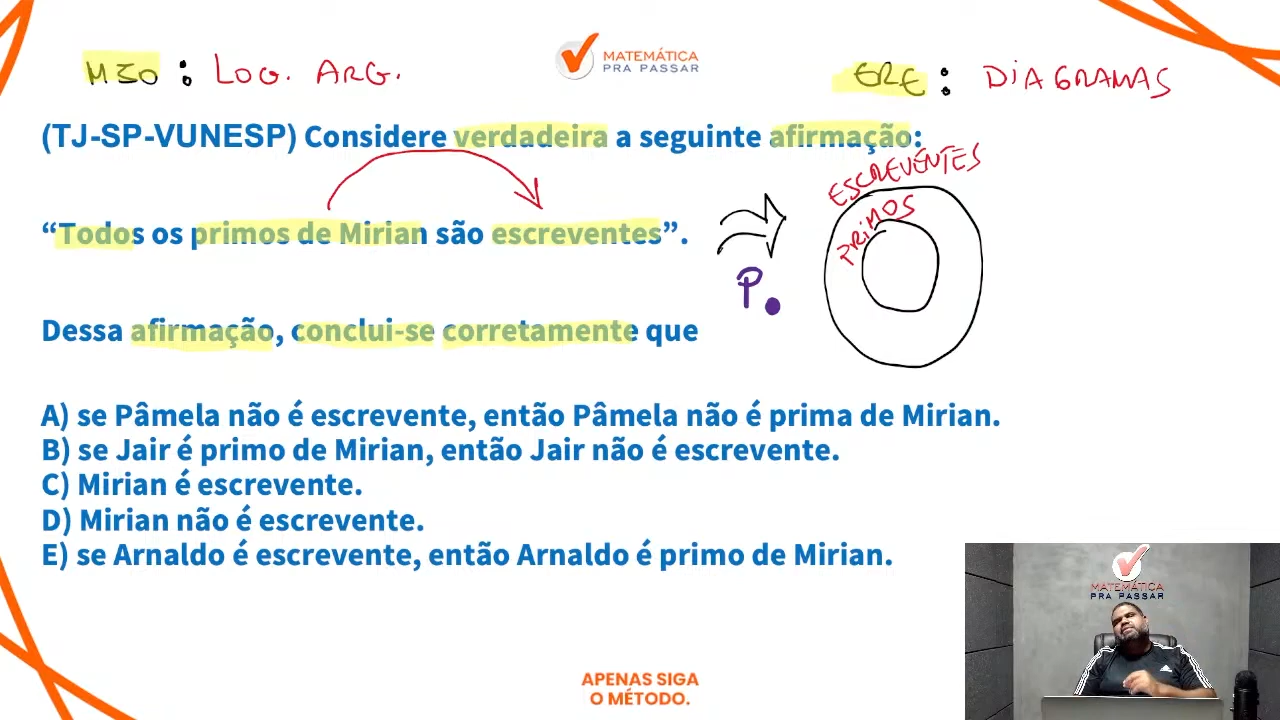 MÉO : LOG. ARG.
MATEMÁTICA
PRA PASSAR
: DIAGRAMAS
(TJ-SP-VUNESP) Considere verdadeira a seguinte afirmação:
ESCREVENTES
PRIMOS
“Todos os primos de Mirian são escreventes”.
P.
Dessa afirmação, conclui-se corretamente que
A) se Pâmela não é escrevente, então Pâmela não é prima de Mirian.
B) se Jair é primo de Mirian, então Jair não é escrevente.
C) Mirian é escrevente.
D) Mirian não é escrevente.
E) se Arnaldo é escrevente, então Arnaldo é primo de Mirian.
MATEMÁTICA
PRA PASSAR
APENAS SIGA
O MÉTODO.